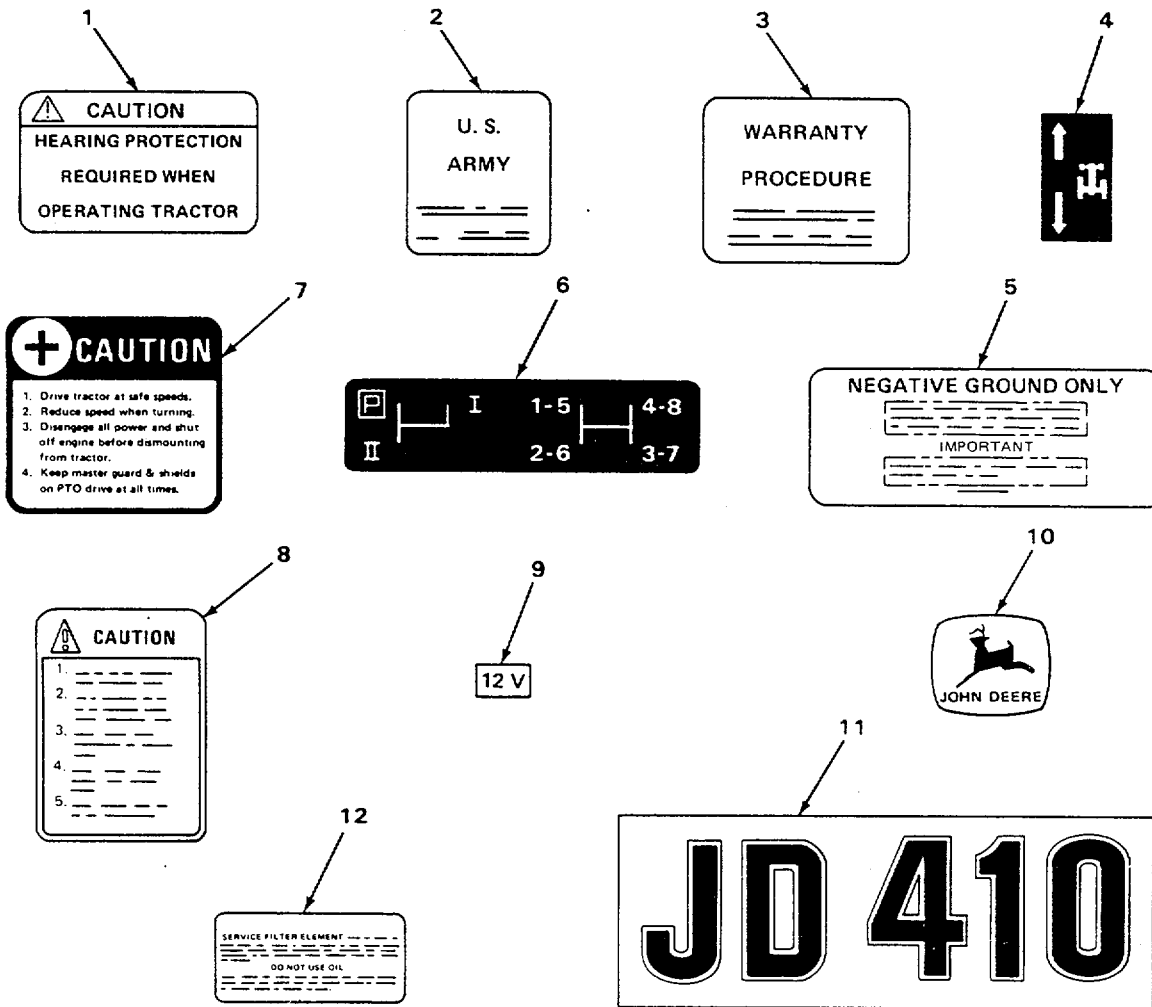 1
2
3
4
CAUTION
HEARING PROTECTION
REQUIRED WHEN
OPERATING TRACTOR
U. S.
ARMY
WARRANTY
PROCEDURE
7
6
5
CAUTION
1. Drive tractor at safe speeds.
2. Reduce speed when turning.
3. Disengage all power and shut
off engine before dismounting
from tractor.
4. Keep master guard & shields
on PTO drive at all times.
P I 1-5 4-8
II 2-6 3-7
NEGATIVE GROUND ONLY
IMPORTANT
8
9
10
CAUTION
1.
2.
3.
4.
5.
12 V
JOHN DEERE
11
JD 410
12
SERVICE FILTER ELEMENT
DO NOT USE OIL